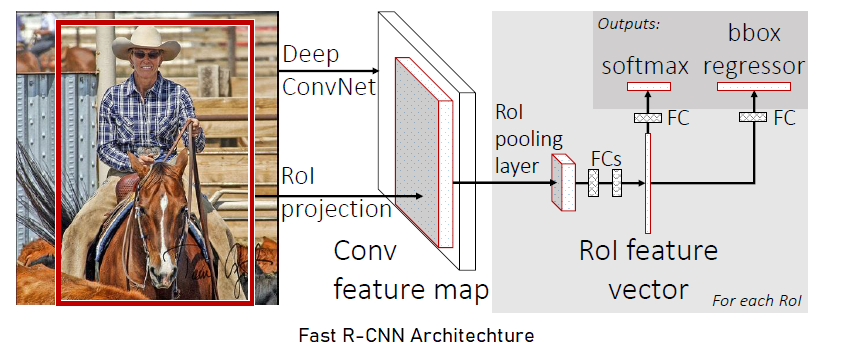 Deep
ConvNet
RoI
projection
Conv
feature map
RoI
pooling
layer
FCs
Outputs:
softmax
bbox
regressor
FC
FC
RoI feature
vector
For each RoI
Fast R-CNN Architechture